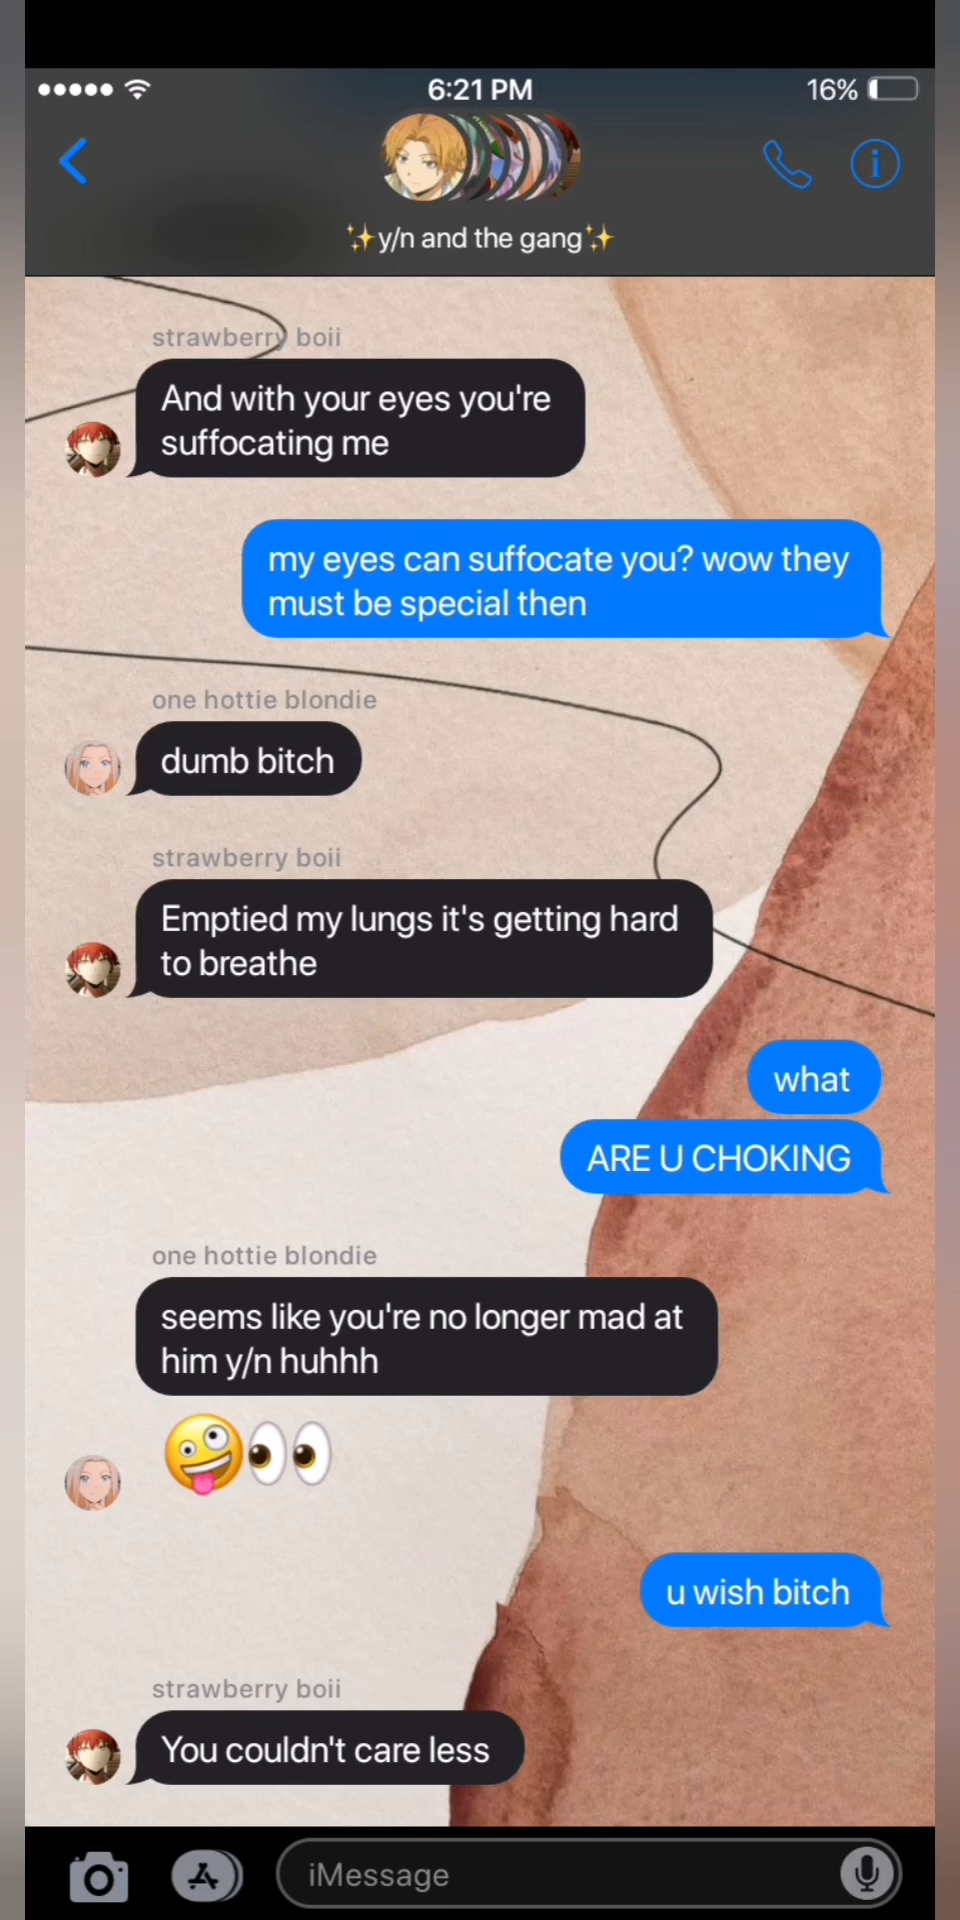 6:21 PM
16%
✨y/n and the gang✨
strawberry boii
And with your eyes you're
suffocating me
my eyes can suffocate you? wow they
must be special then
one hottie blondie
dumb bitch
strawberry boii
Emptied my lungs it's getting hard
to breathe
what
ARE U CHOKING
one hottie blondie
seems like you're no longer mad at
him y/n huhhh
🤪👀
u wish bitch
strawberry boii
You couldn't care less
iMessage